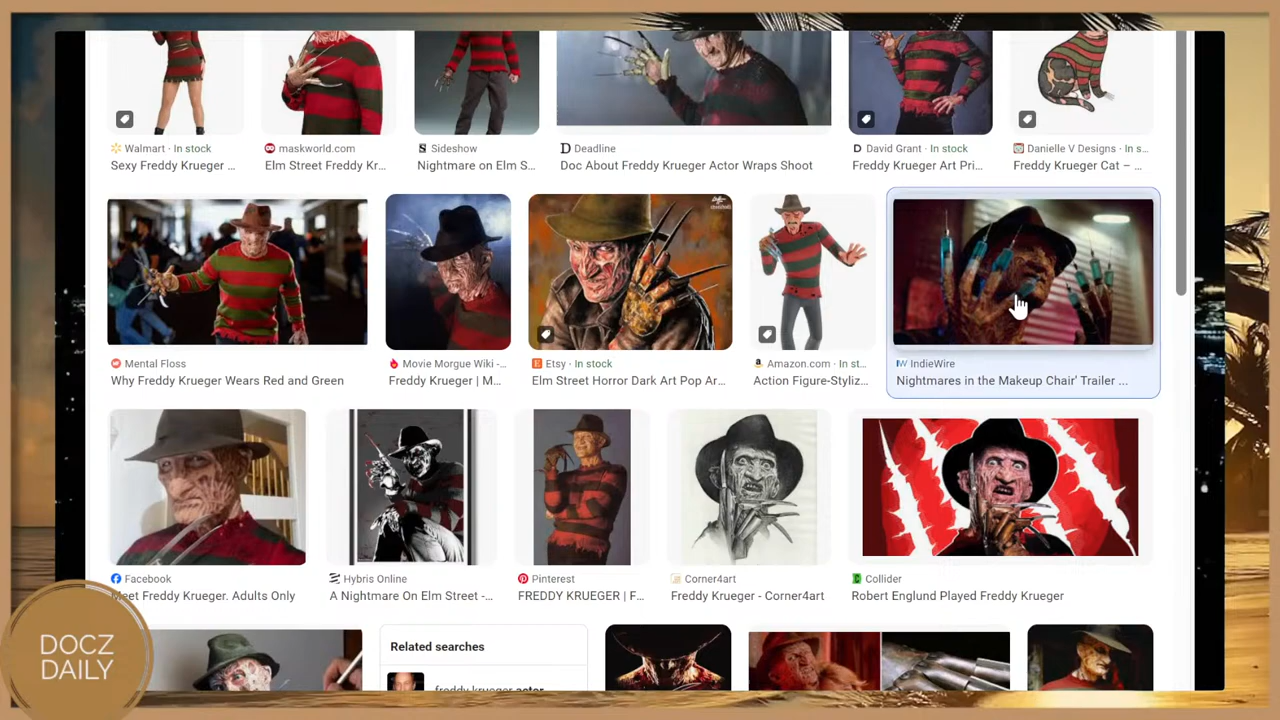 Walmart · In stock
Sexy Freddy Krueger ...
maskworld.com
Elm Street Freddy Kr...
Sideshow
Nightmare on Elm S...
Deadline
Doc About Freddy Krueger Actor Wraps Shoot
David Grant · In stock
Freddy Krueger Art Pri...
Danielle V Designs · In s...
Freddy Krueger Cat – ...
Mental Floss
Why Freddy Krueger Wears Red and Green
Movie Morgue Wiki -...
Freddy Krueger | M...
Etsy · In stock
Elm Street Horror Dark Art Pop Ar...
Amazon.com · In st...
Action Figure-Styliz...
IndieWire
Nightmares in the Makeup Chair' Trailer ...
Facebook
Meet Freddy Krueger. Adults Only
Hybris Online
A Nightmare On Elm Street -...
Pinterest
FREDDY KRUEGER | F...
Corner4art
Freddy Krueger - Corner4art
Collider
Robert Englund Played Freddy Krueger
Related searches
freddy krueger actor
DOCZ
DAILY